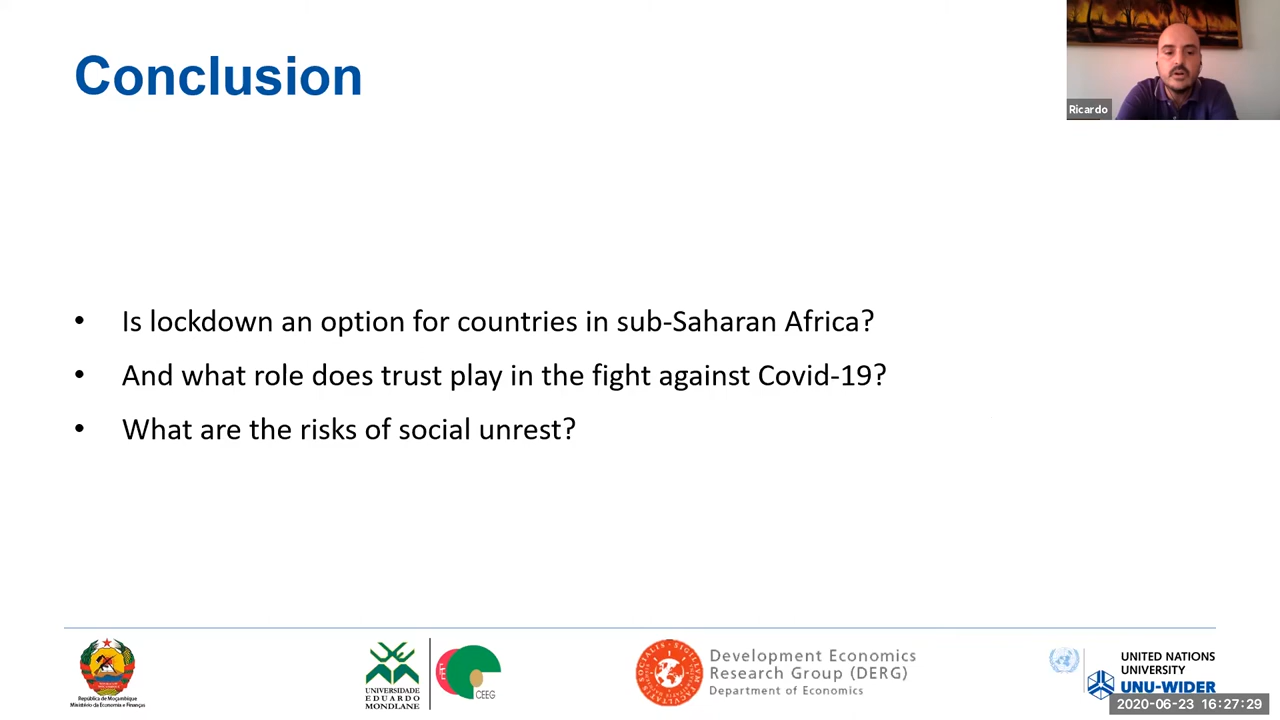 Conclusion
Ricardo
• Is lockdown an option for countries in sub-Saharan Africa?
• And what role does trust play in the fight against Covid-19?
• What are the risks of social unrest?
República de Moçambique
Ministério da Economia e Finanças
UNIVERSIDADE
E DUARDO
MONDLANE
CEEG
Development Economics
Research Group (DERG)
Department of Economics
UNITED NATIONS
UNIVERSITY
UNU-WIDER
2020-06-23 16:27:29